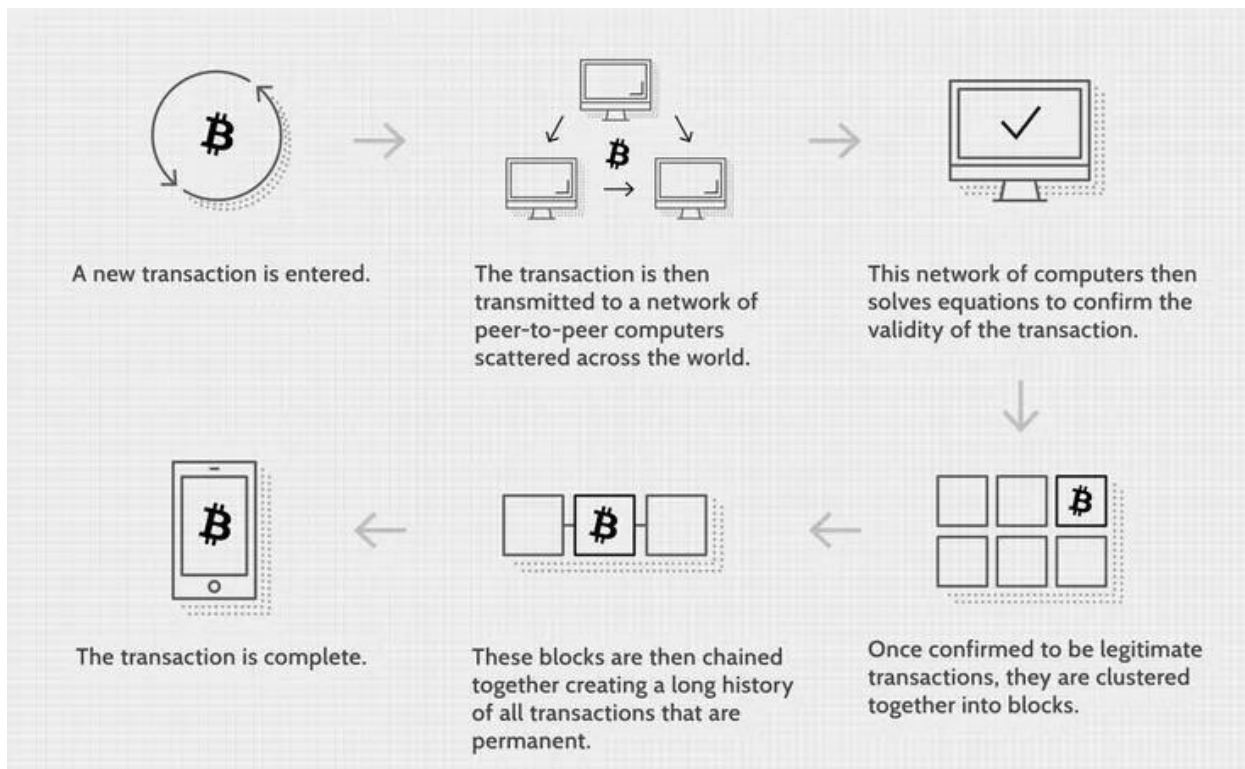 A new transaction is entered.
The transaction is then
transmitted to a network of
peer-to-peer computers
scattered across the world.
This network of computers then
solves equations to confirm the
validity of the transaction.
Once confirmed to be legitimate
transactions, they are clustered
together into blocks.
These blocks are then chained
together creating a long history
of all transactions that are
permanent.
The transaction is complete.